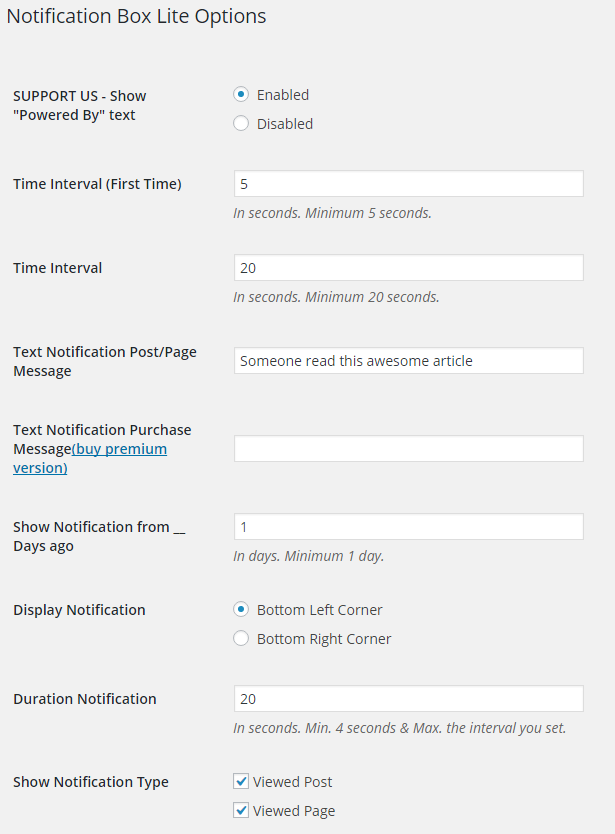 Notification Box Lite Options
SUPPORT US - Show
"Powered By" text
Enabled
Disabled
Time Interval (First Time)
5
In seconds. Minimum 5 seconds.
Time Interval
20
In seconds. Minimum 20 seconds.
Text Notification Post/Page
Message
Someone read this awesome article
Text Notification Purchase
Message(buy premium
version)
Show Notification from __
Days ago
1
In days. Minimum 1 day.
Display Notification
Bottom Left Corner
Bottom Right Corner
Duration Notification
20
In seconds. Min. 4 seconds & Max. the interval you set.
Show Notification Type
Viewed Post
Viewed Page